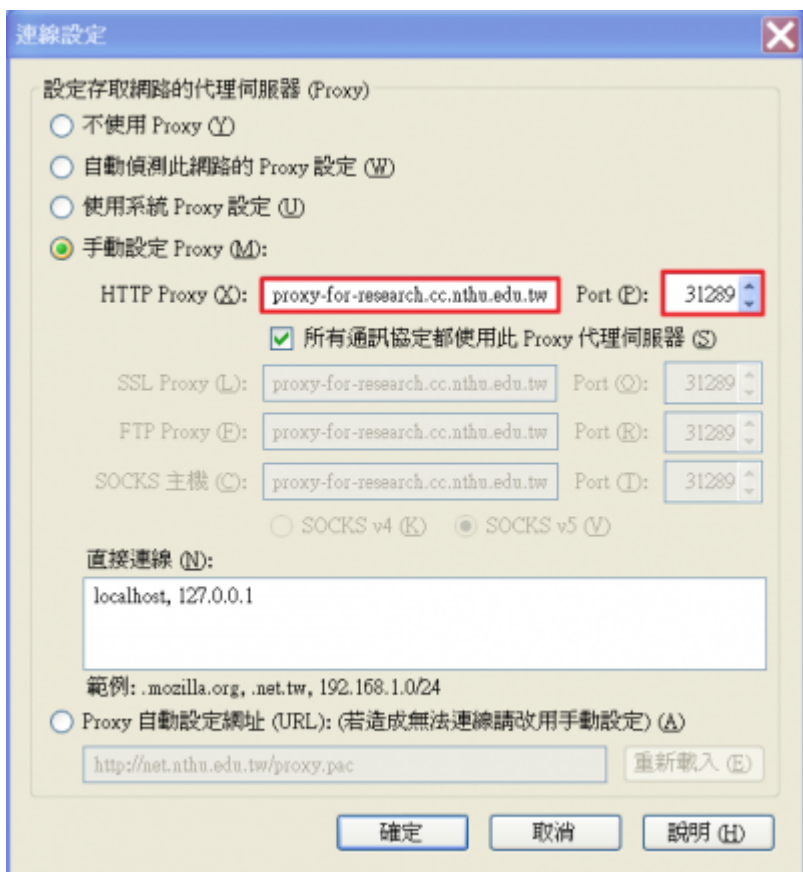 連線設定
設定存取網路的代理伺服器 (Proxy)
不使用 Proxy (Y)
自動偵測此網路的 Proxy 設定 (W)
使用系統 Proxy 設定 (U)
手動設定 Proxy (M):
HTTP Proxy (X): proxy-for-research.cc.nthu.edu.tw Port (P): 31289
所有通訊協定都使用此 Proxy 代理伺服器 (S)
SSL Proxy (L): proxy-for-research.cc.nthu.edu.tw Port (O): 31289
FTP Proxy (F): proxy-for-research.cc.nthu.edu.tw Port (R): 31289
SOCKS 主機 (C): proxy-for-research.cc.nthu.edu.tw Port (T): 31289
SOCKS v4 (K) SOCKS v5 (V)
直接連線 (N):
localhost, 127.0.0.1
範例: .mozilla.org, .net.tw, 192.168.1.0/24
Proxy 自動設定網址 (URL): (若造成無法連線請改用手動設定) (A)
http://net.nthu.edu.tw/proxy.pac 重新載入 (E)
確定 取消 說明 (H)